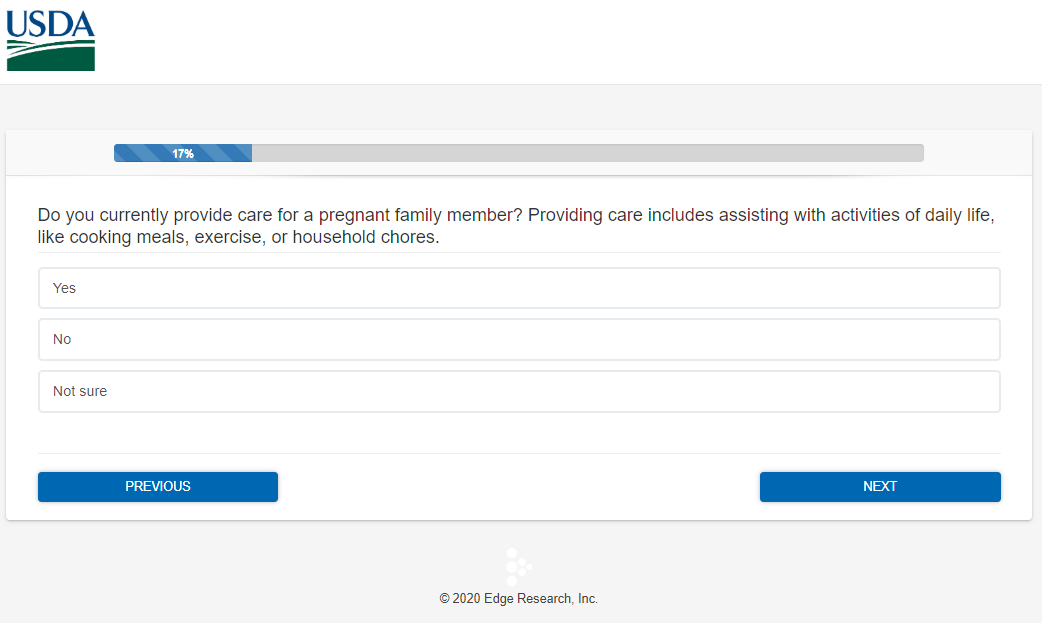 USDA
17%
Do you currently provide care for a pregnant family member? Providing care includes assisting with activities of daily life,
like cooking meals, exercise, or household chores.
Yes
No
Not sure
PREVIOUS
NEXT
© 2020 Edge Research, Inc.